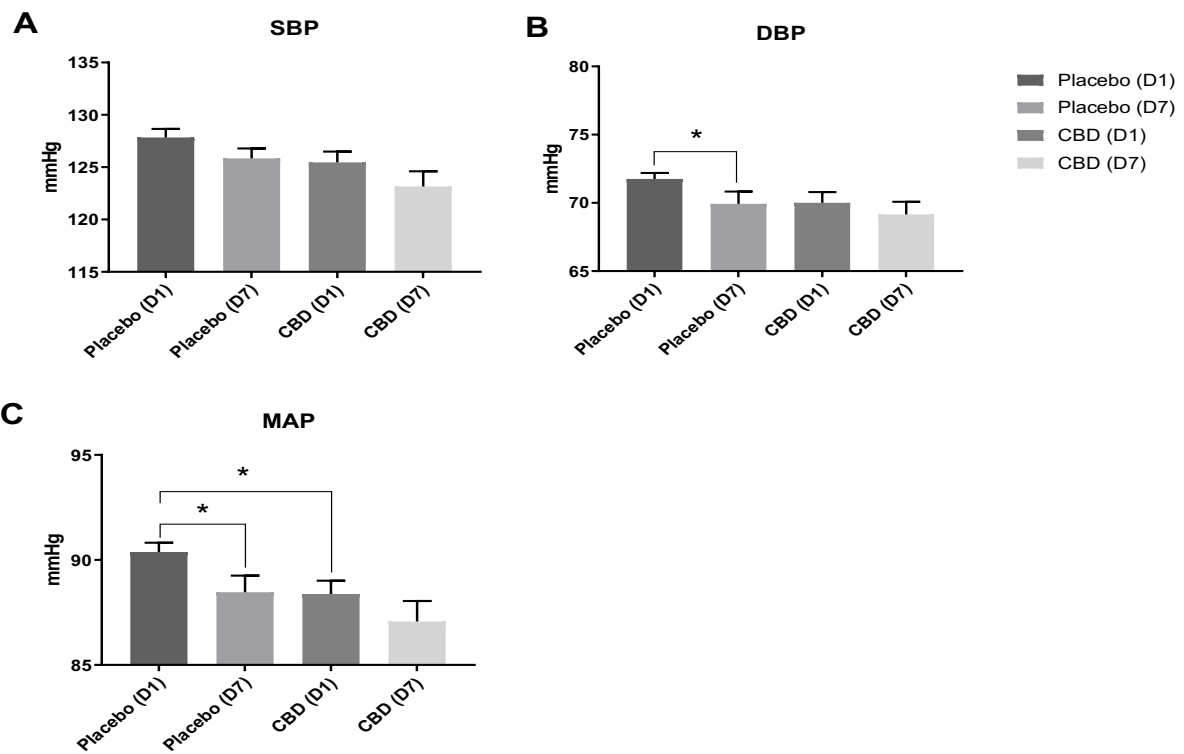 A
SBP
135
130
125
120
115
mmHg
Placebo (D1)
Placebo (D7)
CBD (D1)
CBD (D7)
B
DBP
80
75
70
65
mmHg
*
Placebo (D1)
Placebo (D7)
CBD (D1)
CBD (D7)
Placebo (D1)
Placebo (D7)
CBD (D1)
CBD (D7)
C
MAP
95
90
85
mmHg
*
*
Placebo (D1)
Placebo (D7)
CBD (D1)
CBD (D7)